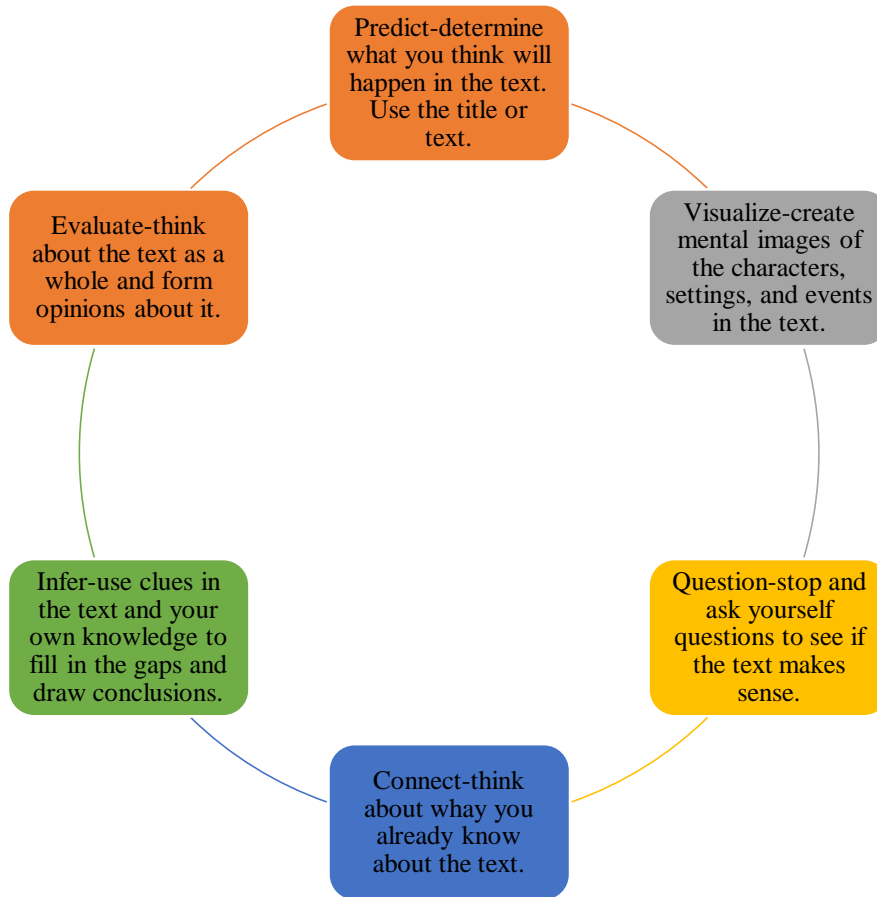 Predict-determine
what you think will
happen in the text.
Use the title or
text.
Visualize-create
mental images of
the characters,
settings, and events
in the text.
Question-stop and
ask yourself
questions to see if
the text makes
sense.
Connect-think
about whay you
already know
about the text.
Infer-use clues in
the text and your
own knowledge to
fill in the gaps and
draw conclusions.
Evaluate-think
about the text as a
whole and form
opinions about it.